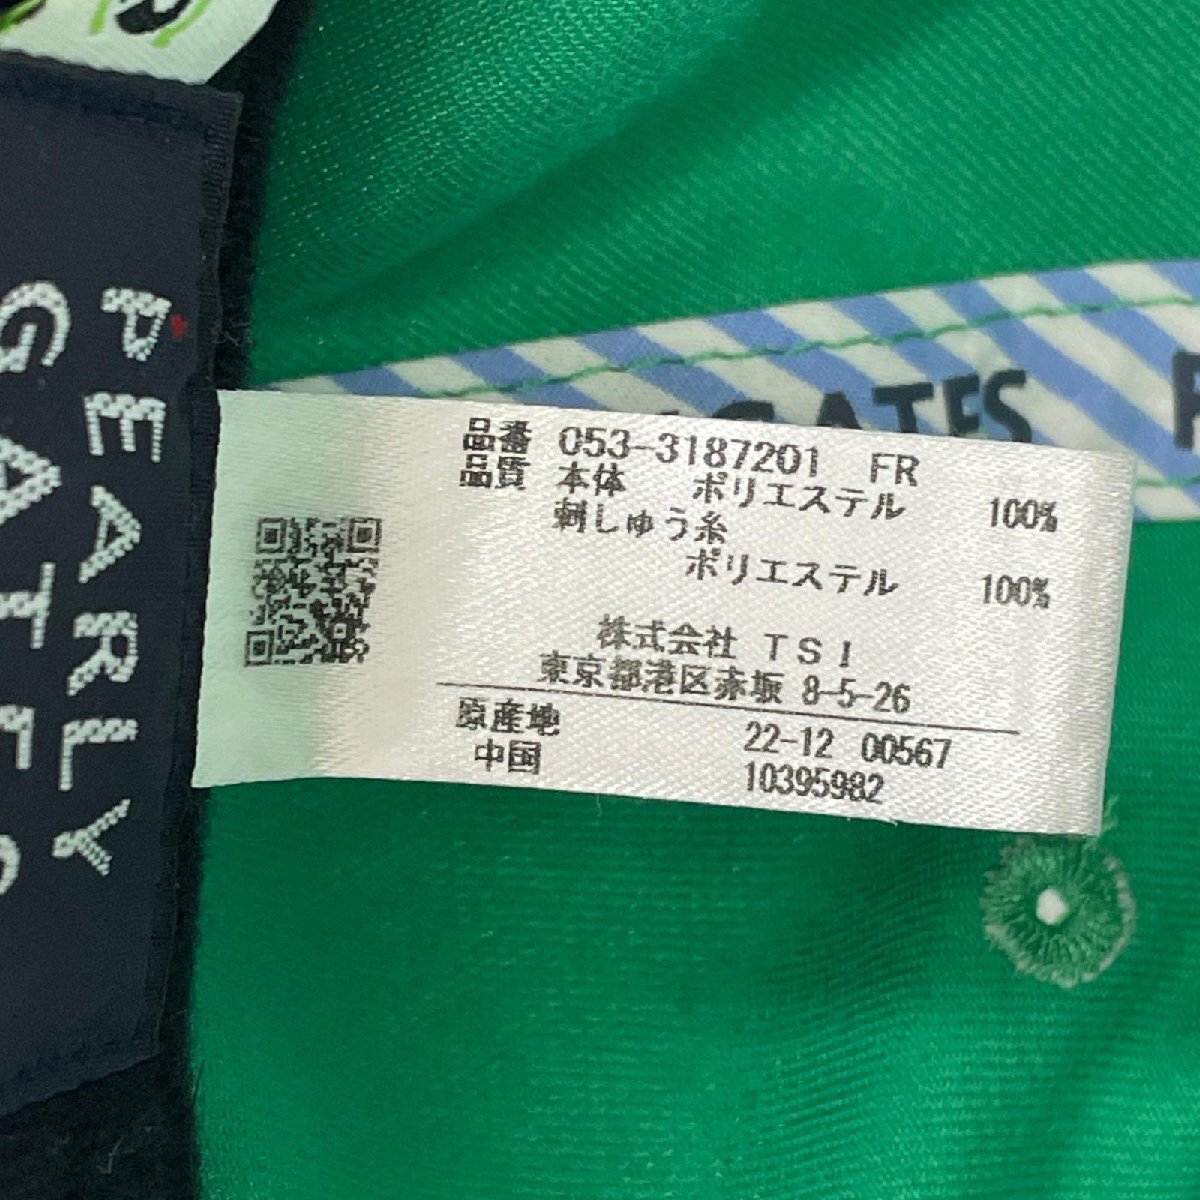 PEARLY
GATES
GATES
品番 053-3187201 FR
品質 本体 ポリエステル 100%
刺しゅう糸
ポリエステル 100%
株式会社 TSI
東京都港区赤坂 8-5-26
原産地 22-12 00567
中国 10395982